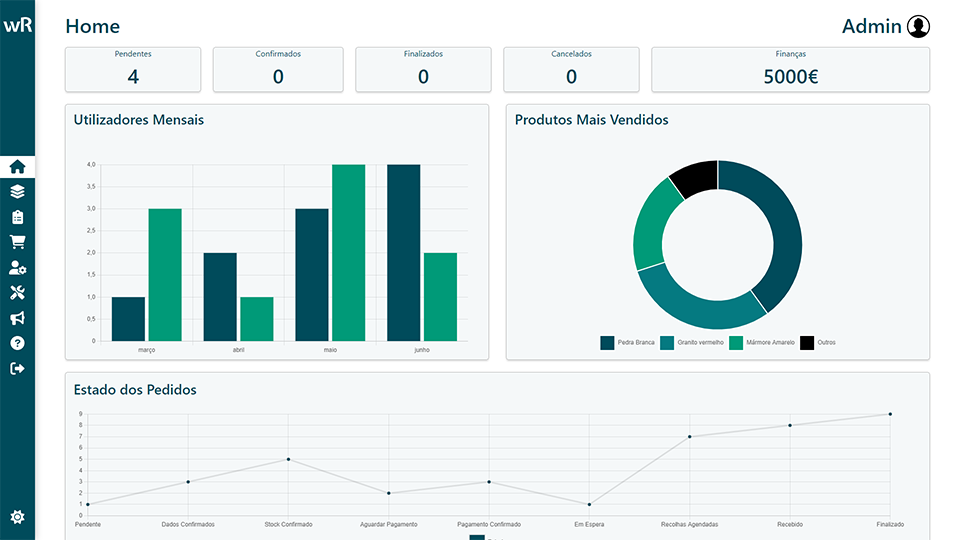 wR
Home
Admin
Pendentes
4
Confirmados
0
Finalizados
0
Cancelados
0
Finanças
5000€
Utilizadores Mensais
4,0
3,5
3,0
2,5
2,0
1,5
1,0
0,5
0
março
abril
maio
junho
Produtos Mais Vendidos
Pedra Branca
Granito vermelho
Mármore Amarelo
Outros
Estado dos Pedidos
9
8
7
6
5
4
3
2
1
0
Pendente
Dados Confirmados
Stock Confirmado
Aguardar Pagamento
Pagamento Confirmado
Em Espera
Recolhas Agendadas
Recebido
Finalizado